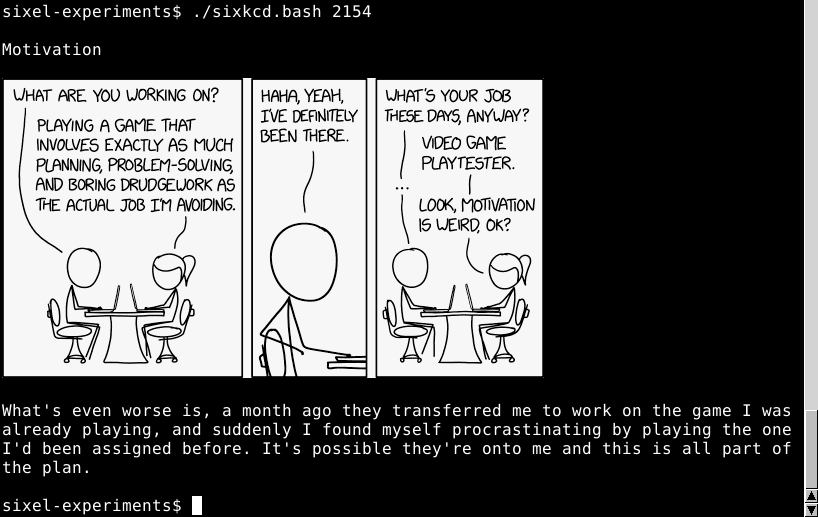 sixel-experiments$ ./sixkcd.bash 2154
Motivation
WHAT ARE YOU WORKING ON?
PLAYING A GAME THAT
INVOLVES EXACTLY AS MUCH
PLANNING, PROBLEM-SOLVING,
AND BORING DRUDGEWORK AS
THE ACTUAL JOB I'M AVOIDING.
HAHA, YEAH,
I'VE DEFINITELY
BEEN THERE.
WHAT'S YOUR JOB
THESE DAYS, ANYWAY?
VIDEO GAME
PLAYTESTER.
...
LOOK, MOTIVATION
IS WEIRD, OK?
What's even worse is, a month ago they transferred me to work on the game I was
already playing, and suddenly I found myself procrastinating by playing the one
I'd been assigned before. It's possible they're onto me and this is all part of
the plan.
sixel-experiments$